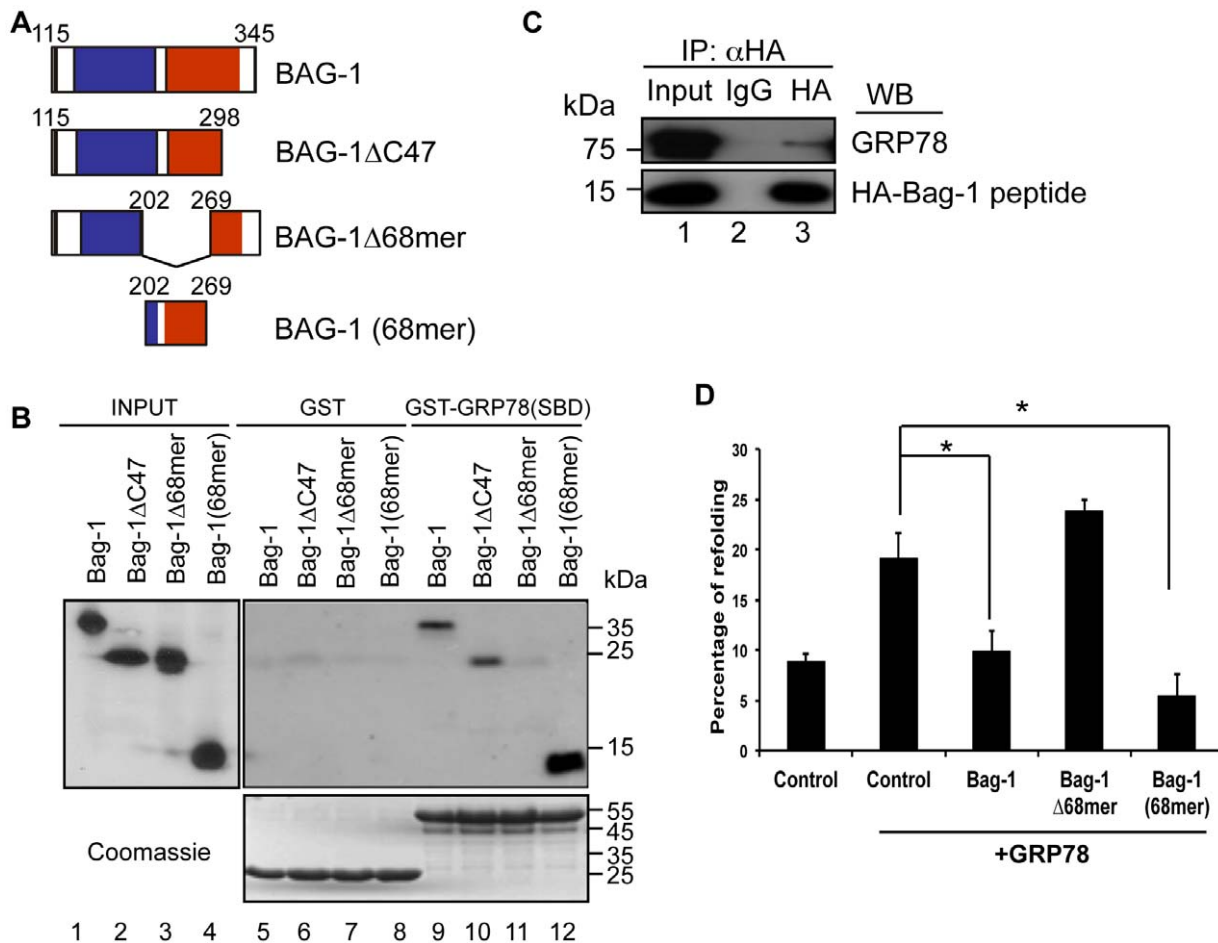 A
115 345
BAG-1
115 298
BAG-1ΔC47
202 269
BAG-1Δ68mer
202 269
BAG-1 (68mer)
C
IP: αHA
kDa Input IgG HA WB
75 GRP78
15 HA-Bag-1 peptide
1 2 3
B
INPUT GST GST-GRP78(SBD)
Bag-1 Bag-1ΔC47 Bag-1Δ68mer Bag-1(68mer) Bag-1 Bag-1ΔC47 Bag-1Δ68mer Bag-1(68mer) Bag-1 Bag-1ΔC47 Bag-1Δ68mer Bag-1(68mer)
kDa
35
25
15
Coomassie
55
45
35
25
1 2 3 4 5 6 7 8 9 10 11 12
D
* *
Percentage of refolding
30
25
20
15
10
5
0
Control Control Bag-1 Bag-1 Bag-1
Δ68mer (68mer)
+GRP78